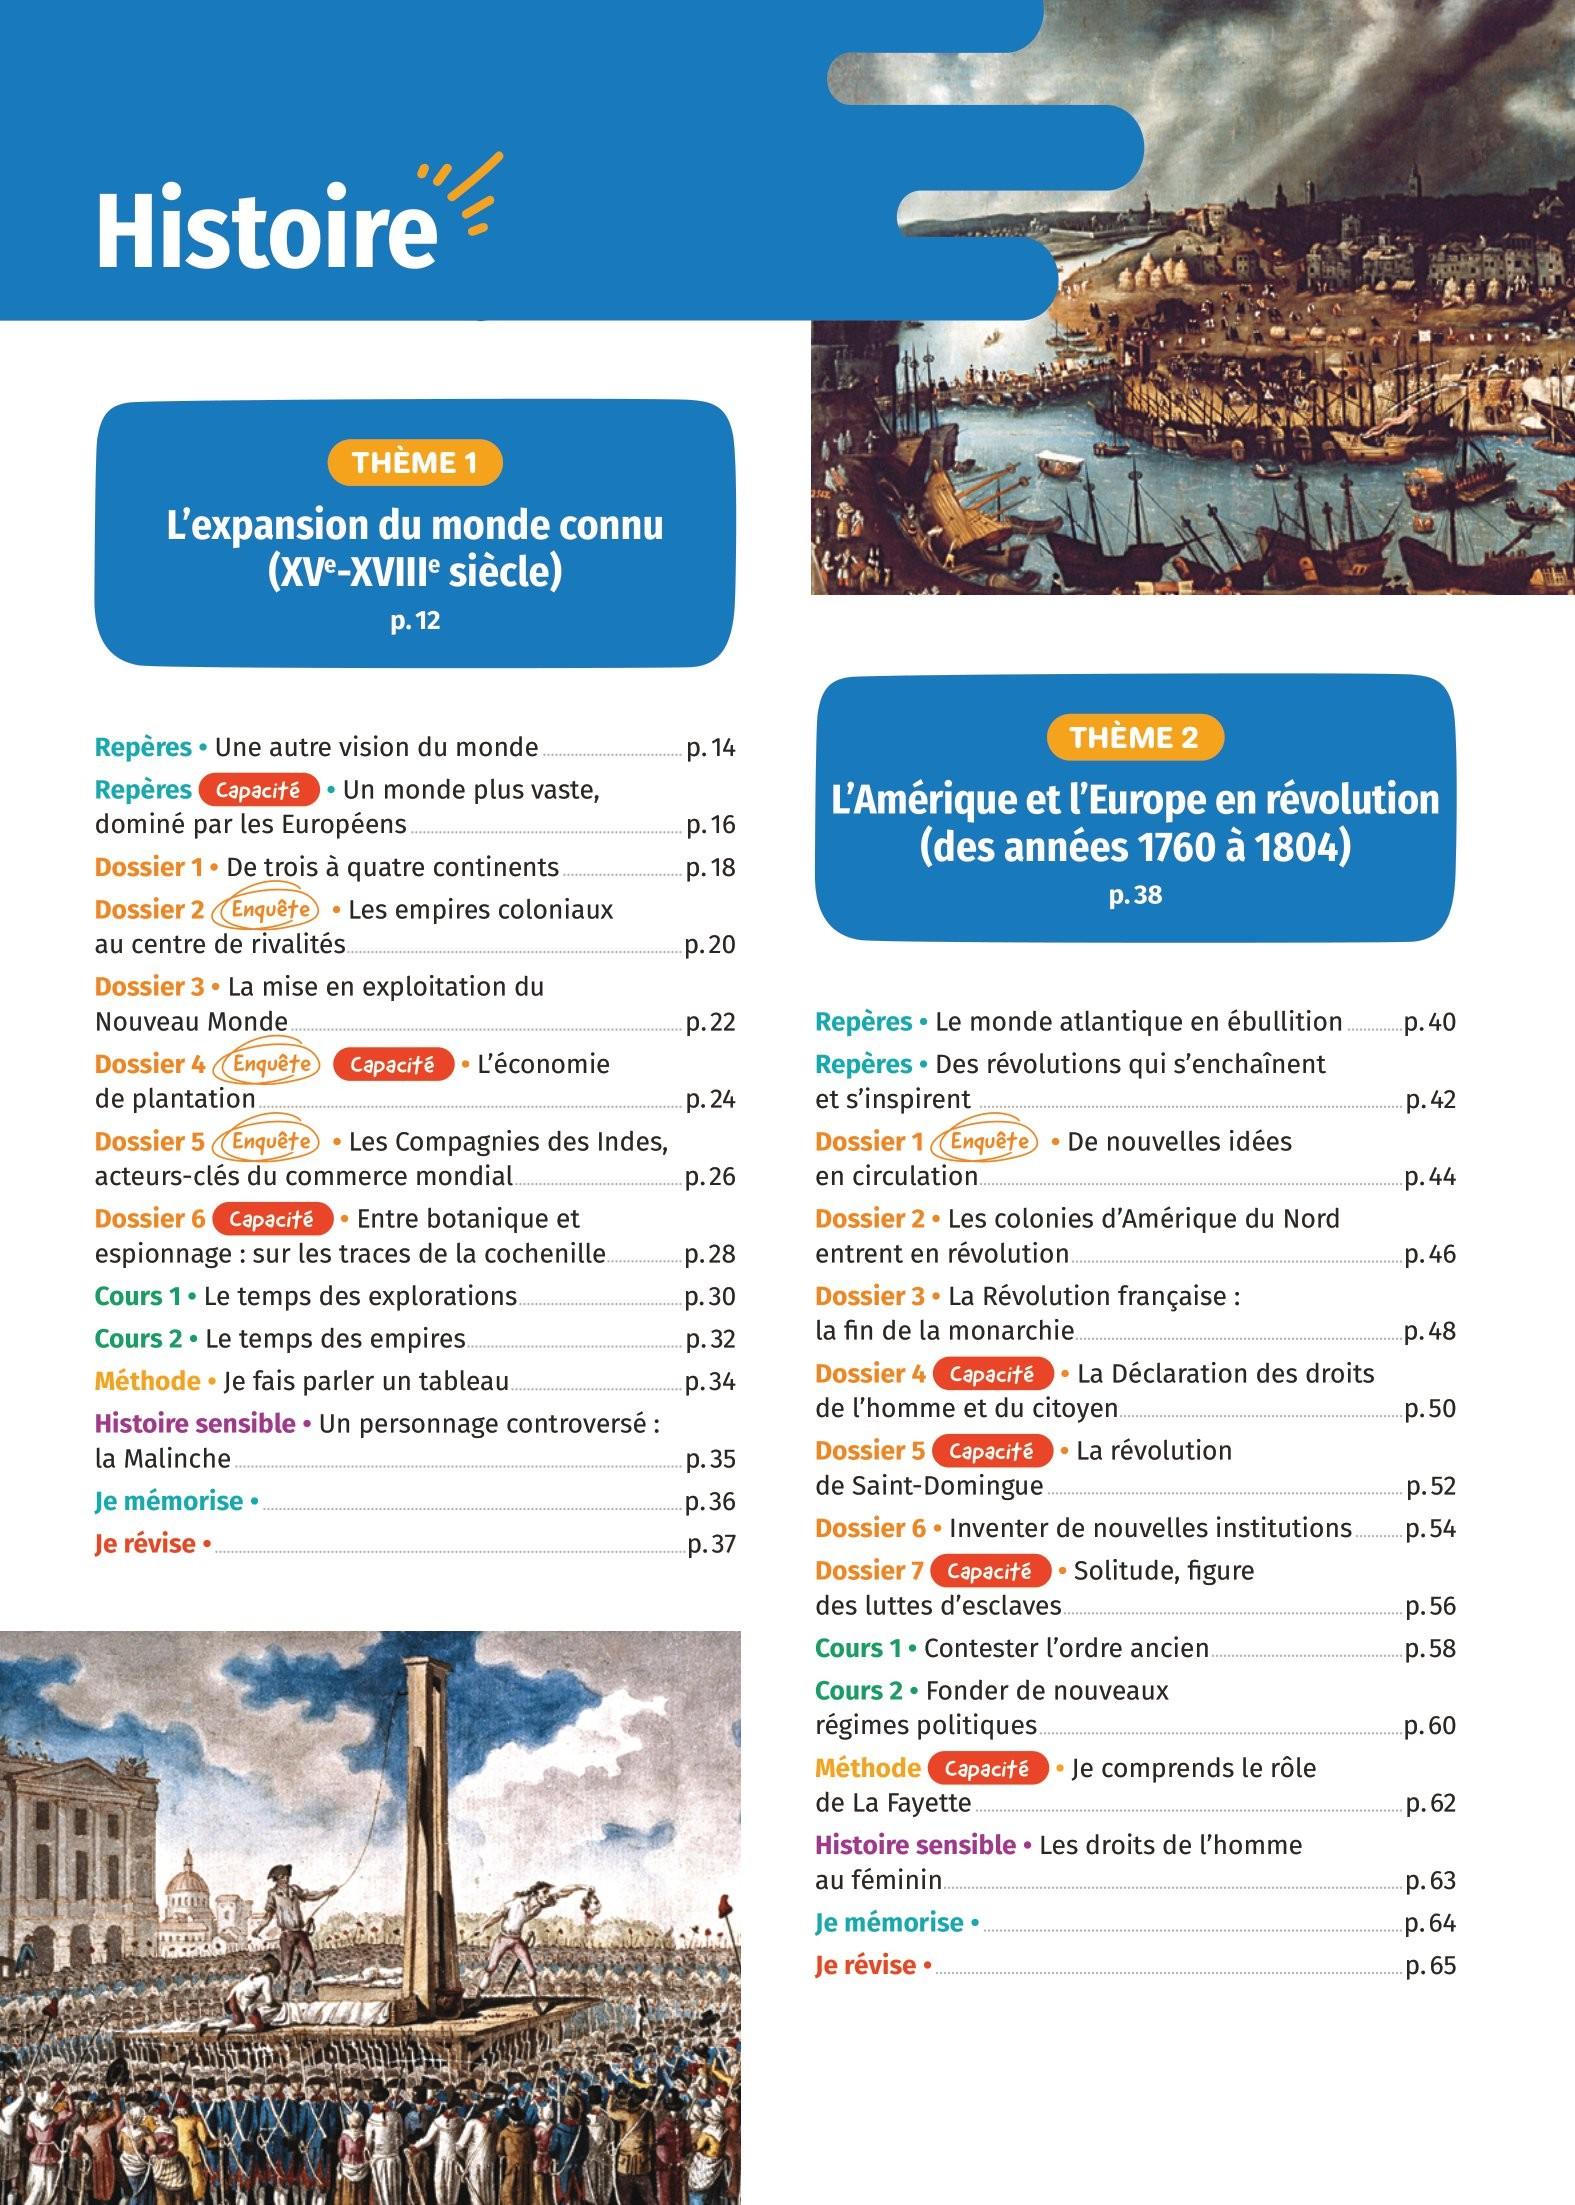 Histoire
THÈME 1
L'expansion du monde connu
(XVe-XVIIIe siècle)
p. 12
Repères • Une autre vision du monde p. 14
Repères Capacité • Un monde plus vaste,
dominé par les Européens p. 16
Dossier 1 • De trois à quatre continents p. 18
Dossier 2 Enquête • Les empires coloniaux
au centre de rivalités p. 20
Dossier 3 • La mise en exploitation du
Nouveau Monde p. 22
Dossier 4 Enquête Capacité • L'économie
de plantation p. 24
Dossier 5 Enquête • Les Compagnies des Indes,
acteurs-clés du commerce mondial p. 26
Dossier 6 Capacité • Entre botanique et
espionnage : sur les traces de la cochenille p. 28
Cours 1 • Le temps des explorations p. 30
Cours 2 • Le temps des empires p. 32
Méthode • Je fais parler un tableau p. 34
Histoire sensible • Un personnage controversé :
la Malinche p. 35
Je mémorise • p. 36
Je révise • p. 37
THÈME 2
L'Amérique et l'Europe en révolution
(des années 1760 à 1804)
p. 38
Repères • Le monde atlantique en ébullition p. 40
Repères • Des révolutions qui s'enchaînent
et s'inspirent p. 42
Dossier 1 Enquête • De nouvelles idées
en circulation p. 44
Dossier 2 • Les colonies d'Amérique du Nord
entrent en révolution p. 46
Dossier 3 • La Révolution française :
la fin de la monarchie p. 48
Dossier 4 Capacité • La Déclaration des droits
de l'homme et du citoyen p. 50
Dossier 5 Capacité • La révolution
de Saint-Domingue p. 52
Dossier 6 • Inventer de nouvelles institutions p. 54
Dossier 7 Capacité • Solitude, figure
des luttes d'esclaves p. 56
Cours 1 • Contester l'ordre ancien p. 58
Cours 2 • Fonder de nouveaux
régimes politiques p. 60
Méthode Capacité • Je comprends le rôle
de La Fayette p. 62
Histoire sensible • Les droits de l'homme
au féminin p. 63
Je mémorise • p. 64
Je révise • p. 65